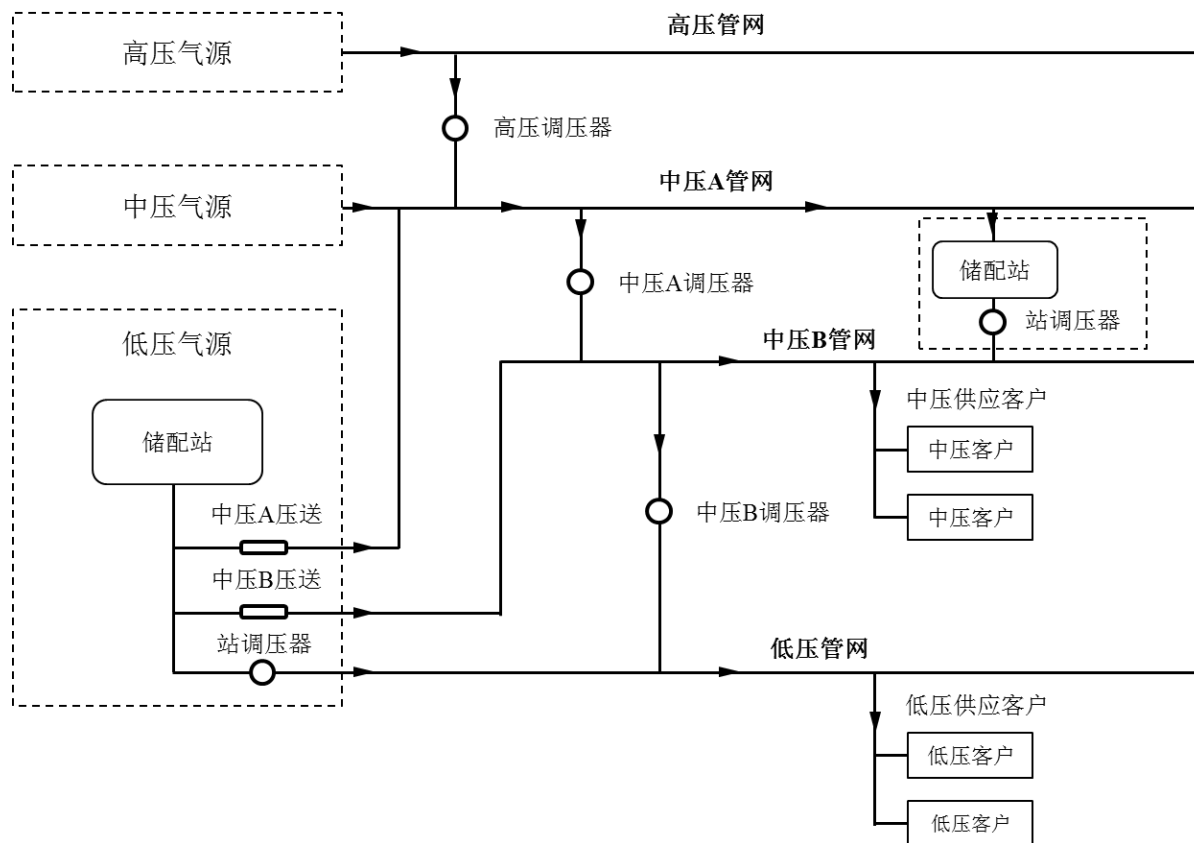 高压管网
高压气源
高压调压器
中压A管网
中压气源
储配站
中压A调压器
站调压器
低压气源
中压B管网
中压供应客户
储配站
中压客户
中压A压送
中压B调压器
中压客户
中压B压送
站调压器
低压管网
低压供应客户
低压客户
低压客户